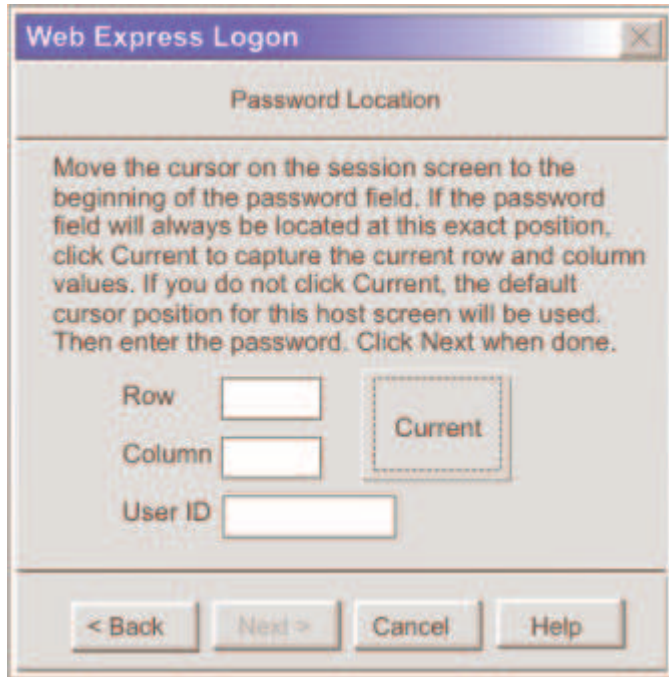 Web Express Logon
Password Location
Move the cursor on the session screen to the
beginning of the password field. If the password
field will always be located at this exact position,
click Current to capture the current row and column
values. If you do not click Current, the default
cursor position for this host screen will be used.
Then enter the password. Click Next when done.
Row
Current
Column
User ID
< Back Next > Cancel Help